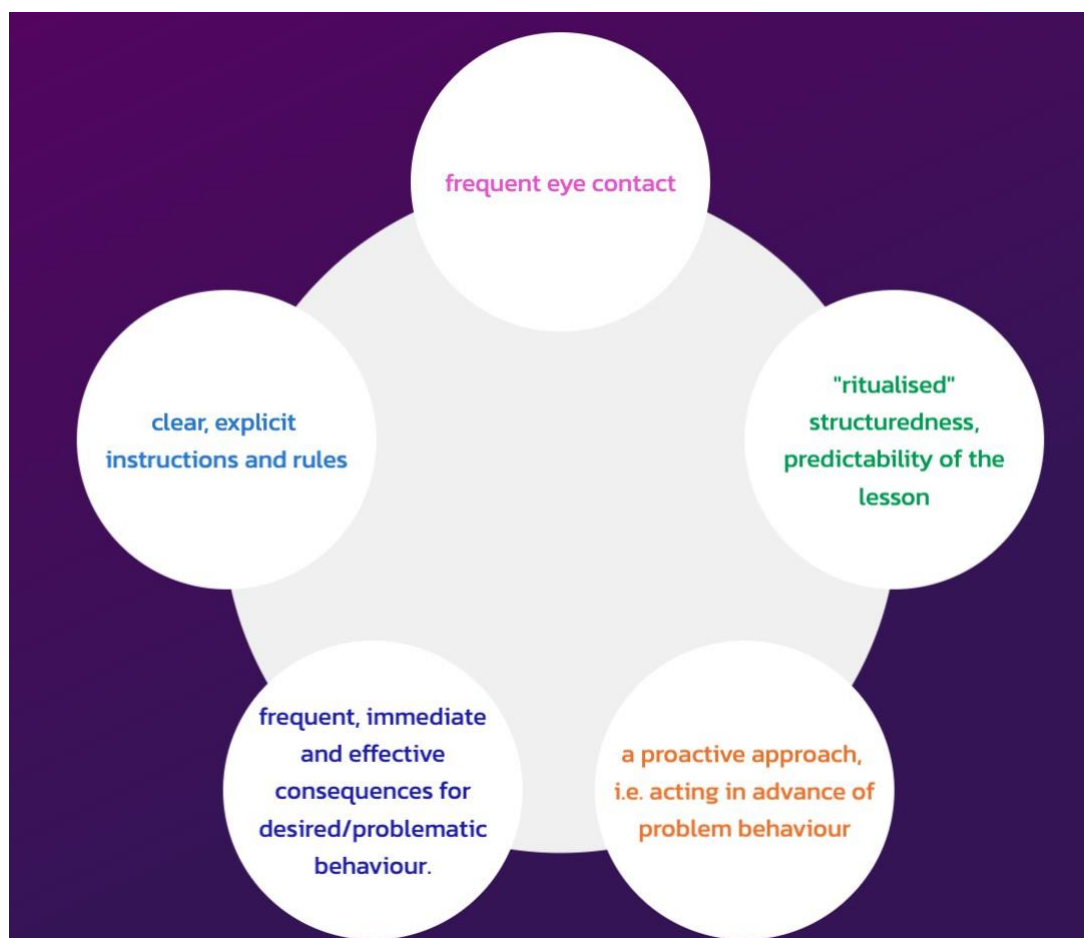 frequent eye contact
"ritualised"
structuredness,
predictability of the
lesson
a proactive approach,
i.e. acting in advance of
problem behaviour
frequent, immediate
and effective
consequences for
desired/problematic
behaviour.
clear, explicit
instructions and rules